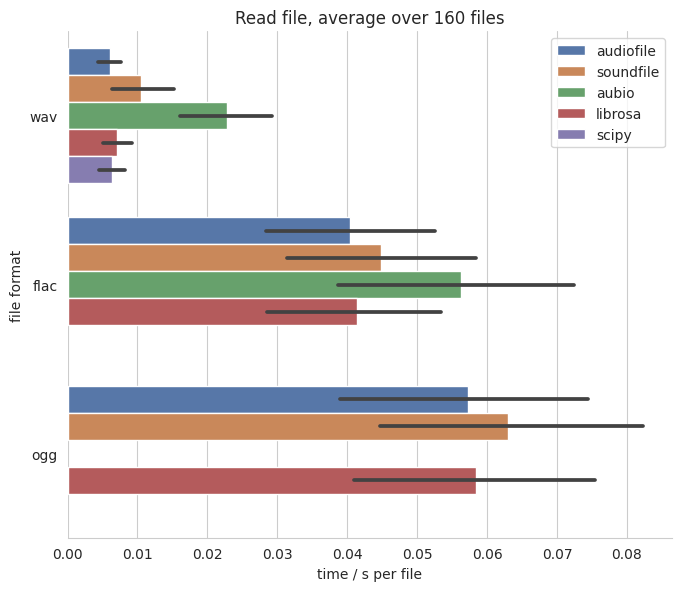 Read file, average over 160 files
audiofile
soundfile
aubio
librosa
scipy
wav
flac
ogg
file format
0.00 0.01 0.02 0.03 0.04 0.05 0.06 0.07 0.08
time / s per file